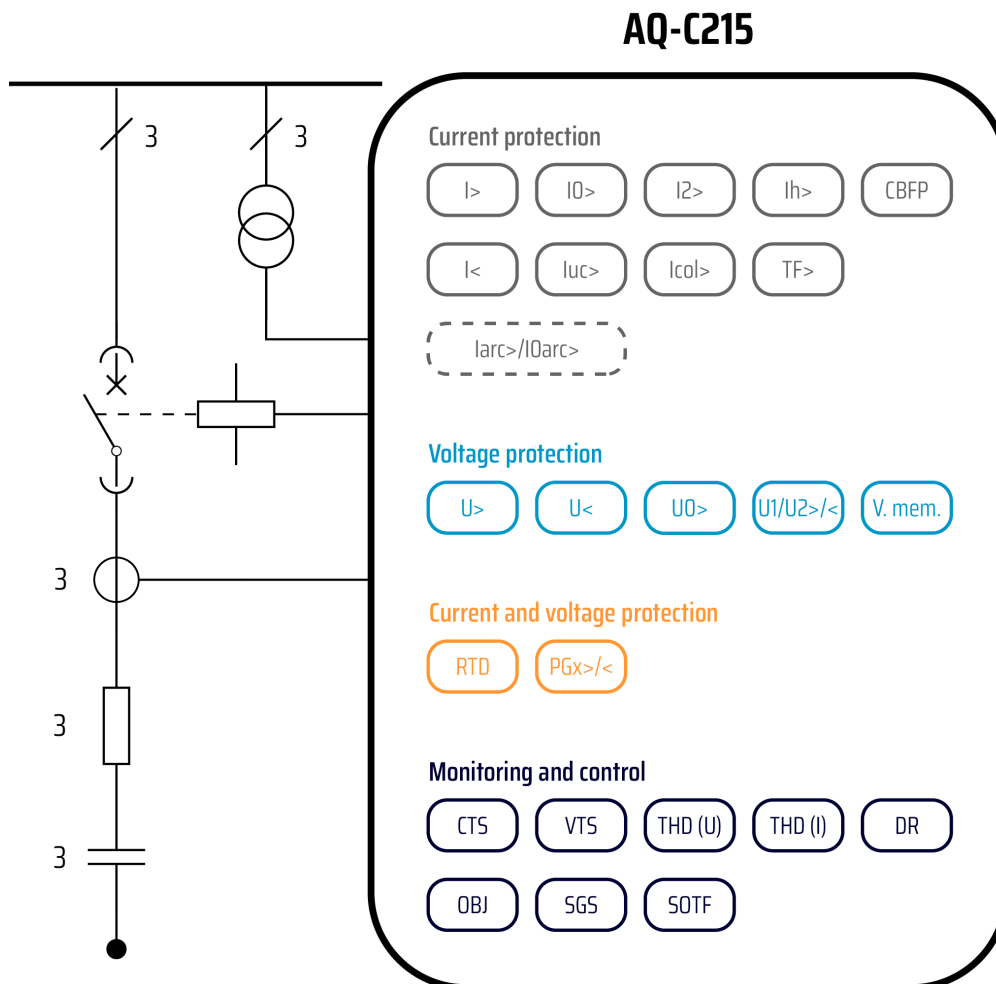 AQ-C215
3 3
Current protection
I> I0> I2> Ih> CBFP
I< Iuc> Icol> TF>
Iarc>/I0arc>
Voltage protection
U> U< U0> U1/U2>/< V. mem.
3
Current and voltage protection
RTD PGx>/<
3
Monitoring and control
CTS VTS THD (U) THD (I) DR
3
OBJ SGS SOTF